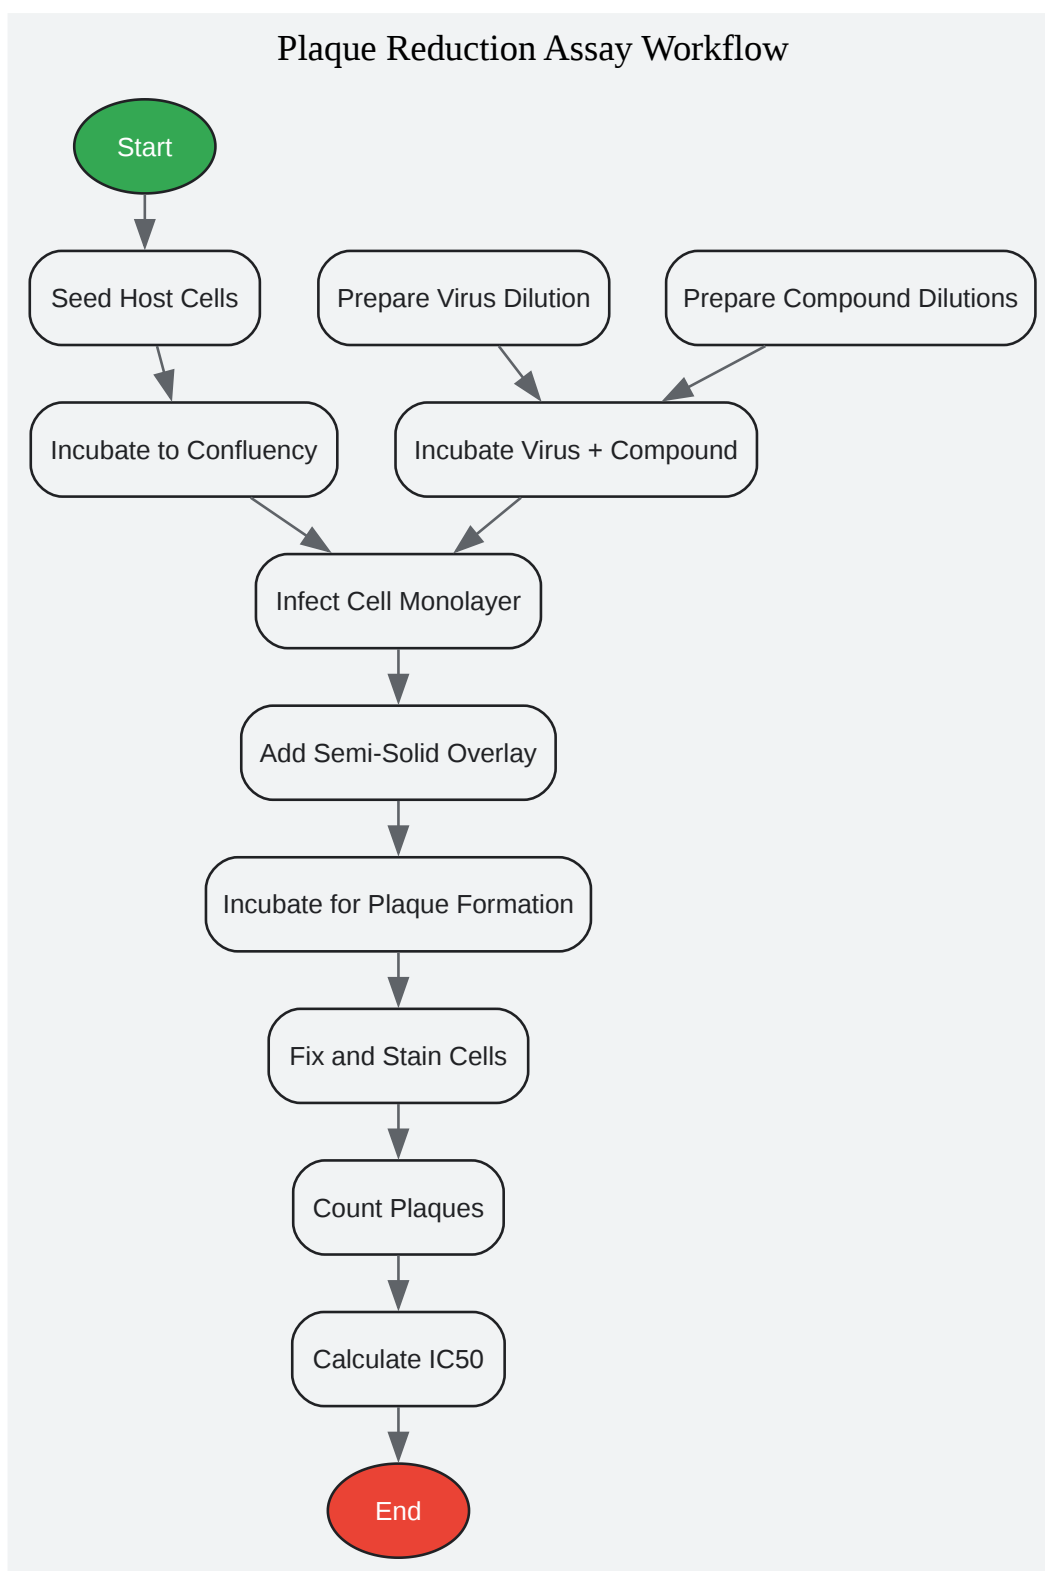 Plaque Reduction Assay Workflow
Start
Seed Host Cells
Prepare Virus Dilution
Prepare Compound Dilutions
Incubate to Confluency
Incubate Virus + Compound
Infect Cell Monolayer
Add Semi-Solid Overlay
Incubate for Plaque Formation
Fix and Stain Cells
Count Plaques
Calculate IC50
End